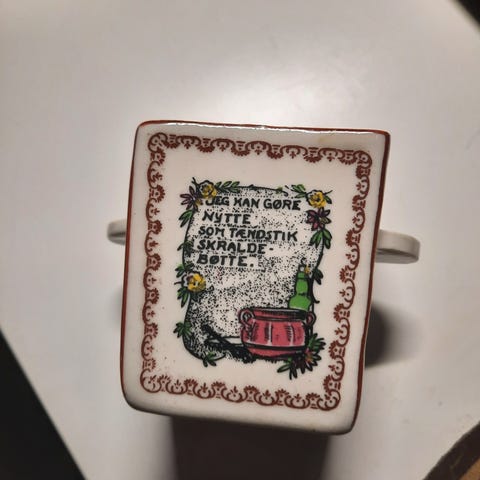 JEG KAN GØRE
NYTTE
SOM TÆNDSTIK
SKRALDE-
BØTTE.